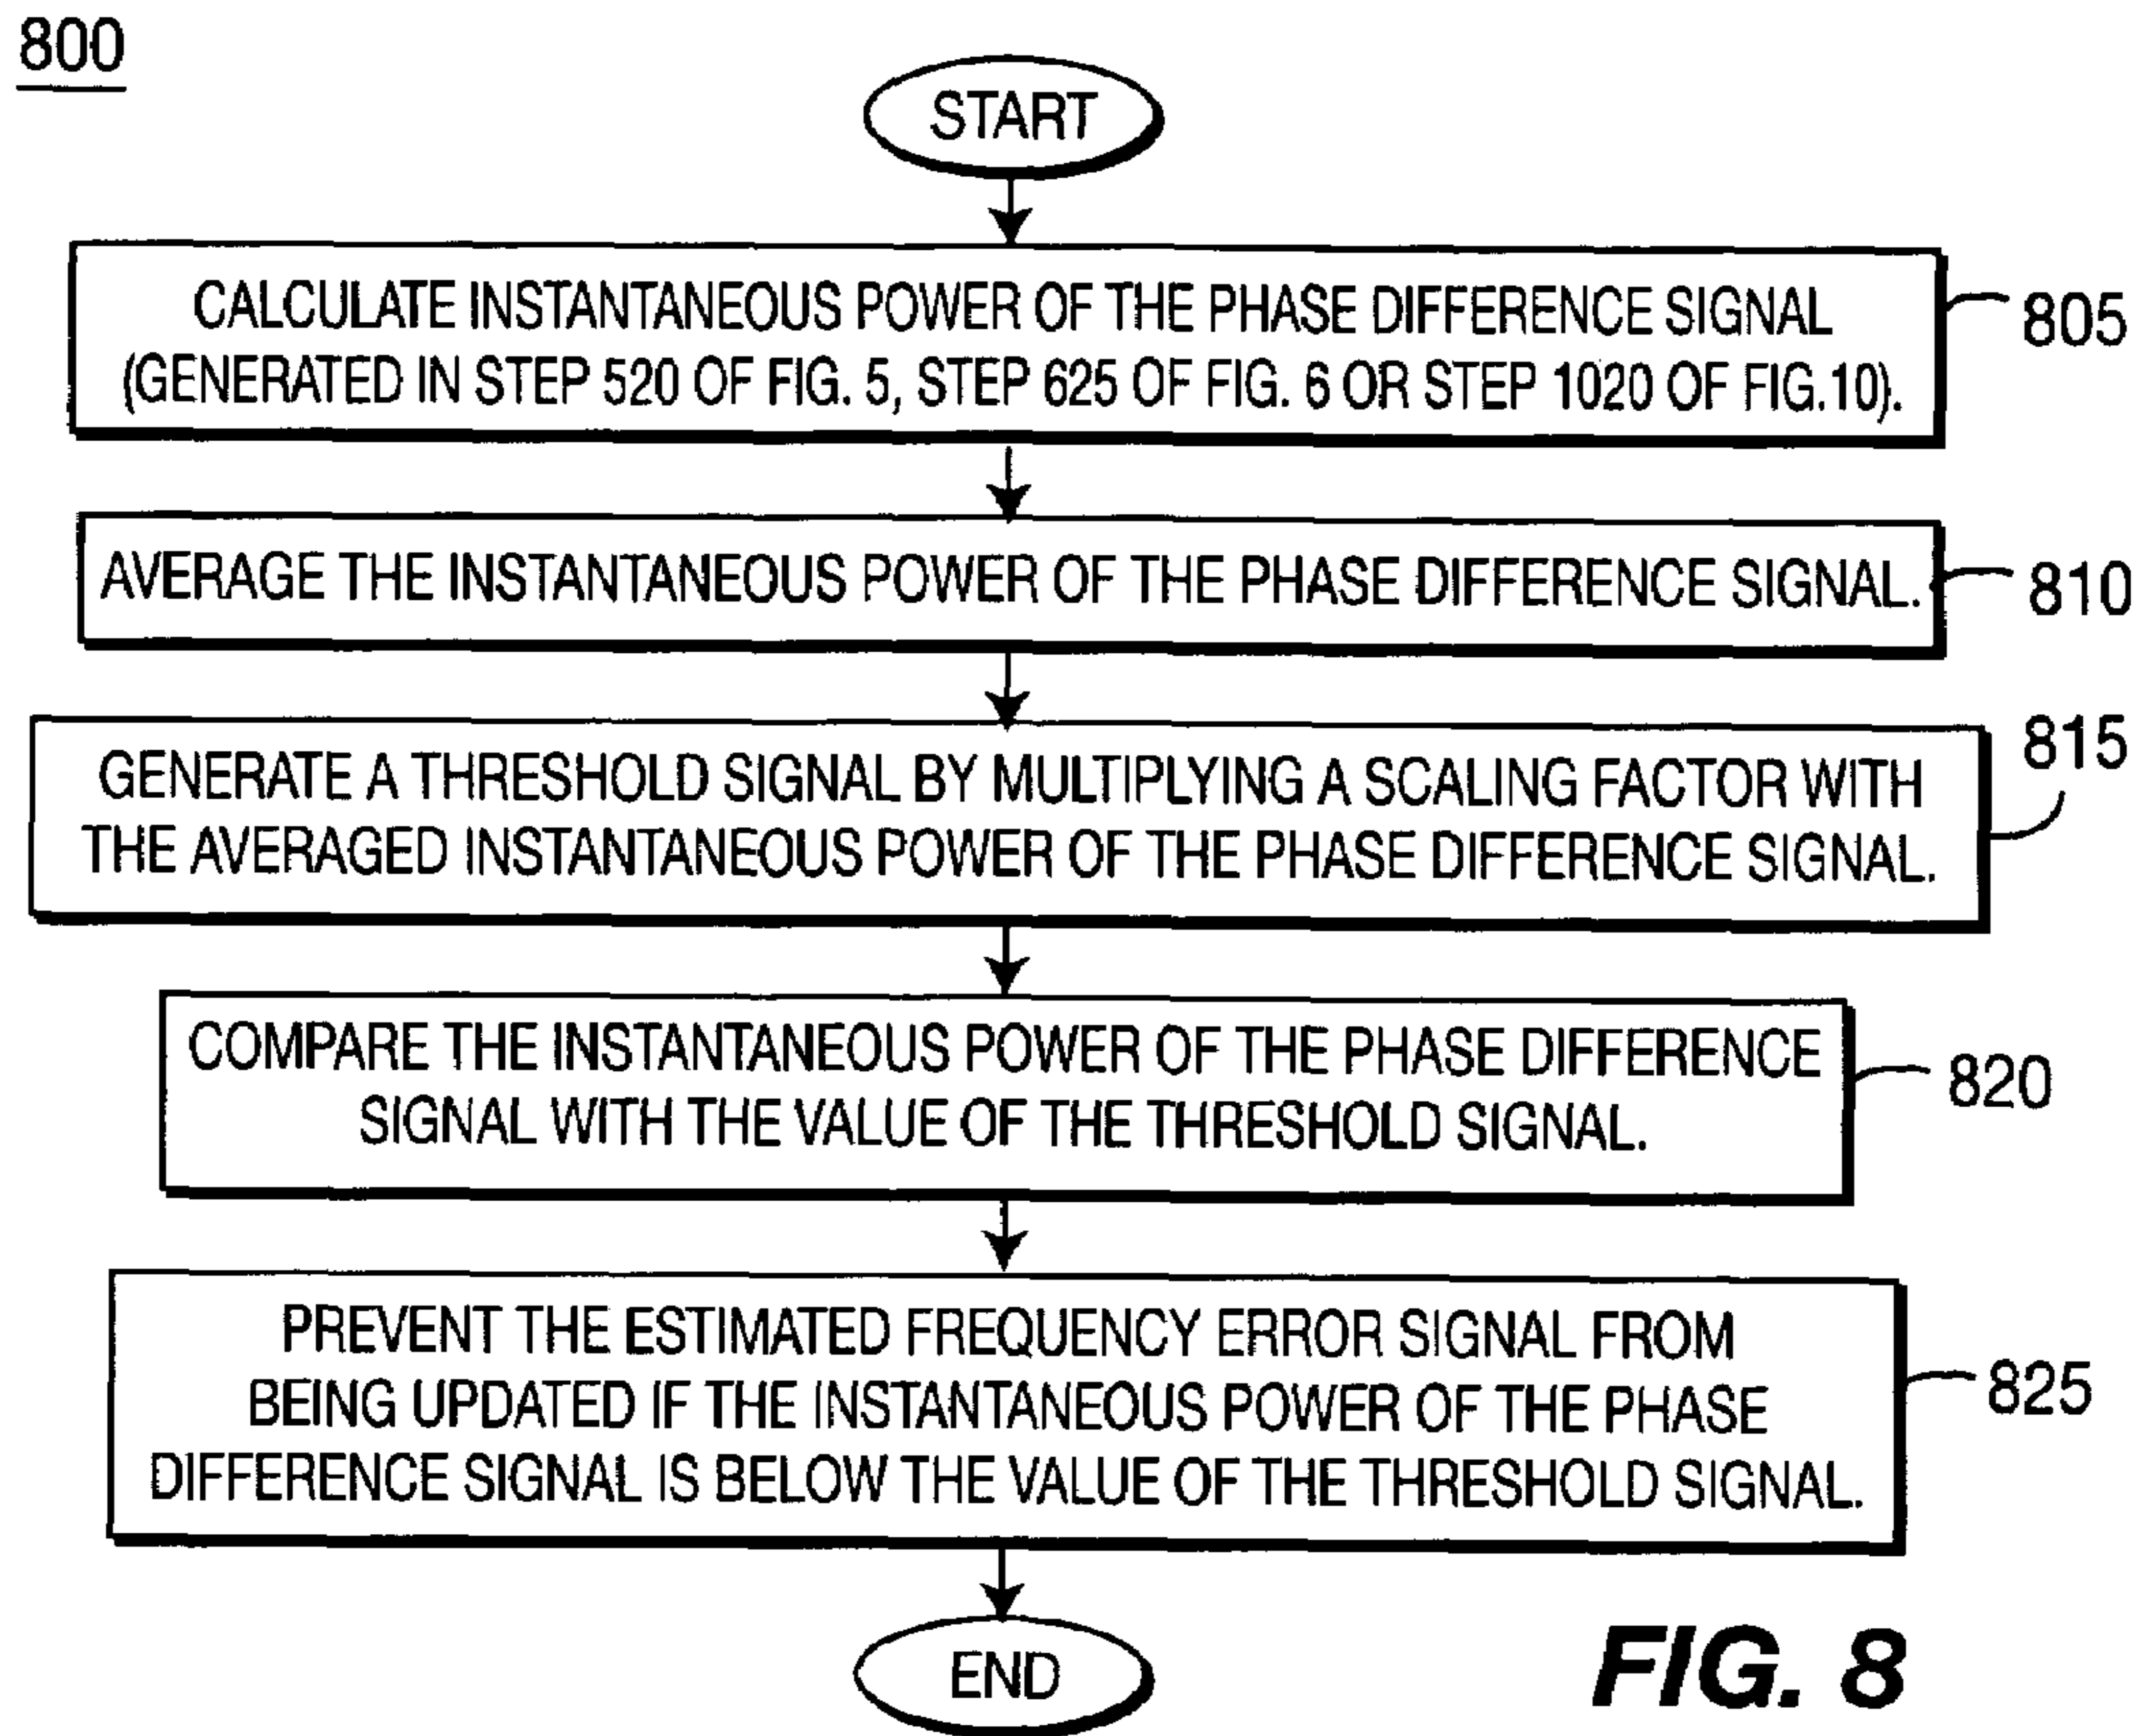 800
START
CALCULATE INSTANTANEOUS POWER OF THE PHASE DIFFERENCE SIGNAL
(GENERATED IN STEP 520 OF FIG. 5, STEP 625 OF FIG. 6 OR STEP 1020 OF FIG.10).
805
AVERAGE THE INSTANTANEOUS POWER OF THE PHASE DIFFERENCE SIGNAL.
810
GENERATE A THRESHOLD SIGNAL BY MULTIPLYING A SCALING FACTOR WITH
THE AVERAGED INSTANTANEOUS POWER OF THE PHASE DIFFERENCE SIGNAL.
815
COMPARE THE INSTANTANEOUS POWER OF THE PHASE DIFFERENCE
SIGNAL WITH THE VALUE OF THE THRESHOLD SIGNAL.
820
PREVENT THE ESTIMATED FREQUENCY ERROR SIGNAL FROM
BEING UPDATED IF THE INSTANTANEOUS POWER OF THE PHASE
DIFFERENCE SIGNAL IS BELOW THE VALUE OF THE THRESHOLD SIGNAL.
825
END
FIG. 8